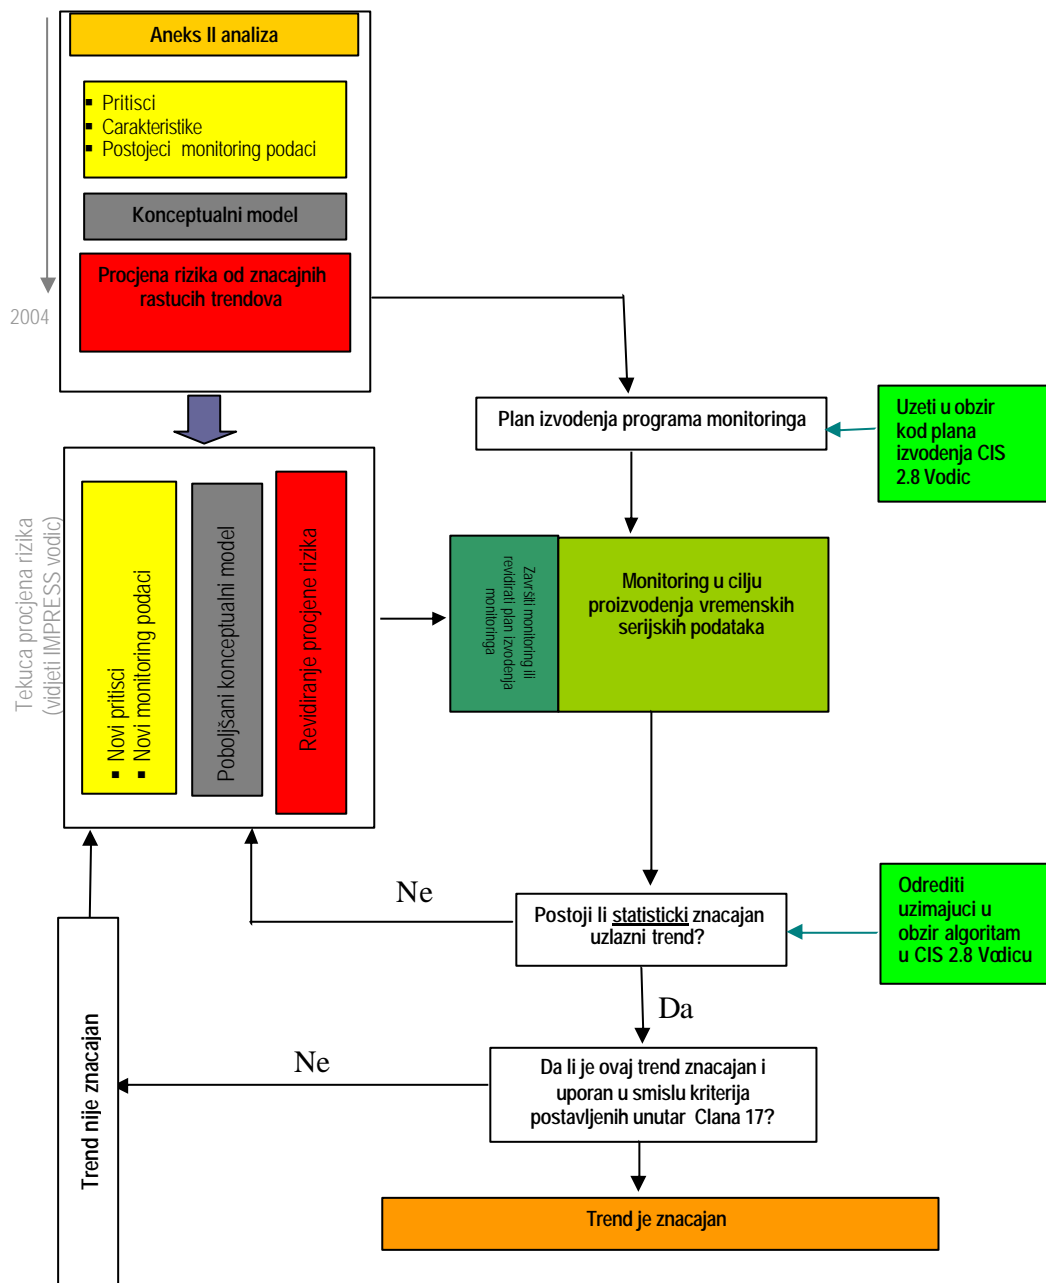 Aneks II analiza
▪ Pritisci
▪ Carakteristike
▪ Postojeci monitoring podaci
Konceptualni model
Procjena rizika od znacajnih
rastucih trendova
2004
Plan izvodenja programa monitoringa
Uzeti u obzir
kod plana
izvodenja CIS
2.8 Vodic
Tekuca procjena rizika
(vidjeti IMPRESS vodic)
▪ Novi pritisci
▪ Novi monitoring podaci
Poboljšani konceptualni model
Revidiranje procjene rizika
Završiti monitoring ili
revidirati plan izvodenja
monitoringa
Monitoring u cilju
proizvodenja vremenskih
serijskih podataka
Ne
Postoji li statisticki znacajan
uzlazni trend?
Odrediti
uzimajuci u
obzir algoritam
u CIS 2.8 Vodicu
Da
Trend nije znacajan
Ne
Da li je ovaj trend znacajan i
uporan u smislu kriterija
postavljenih unutar Clana 17?
Trend je znacajan